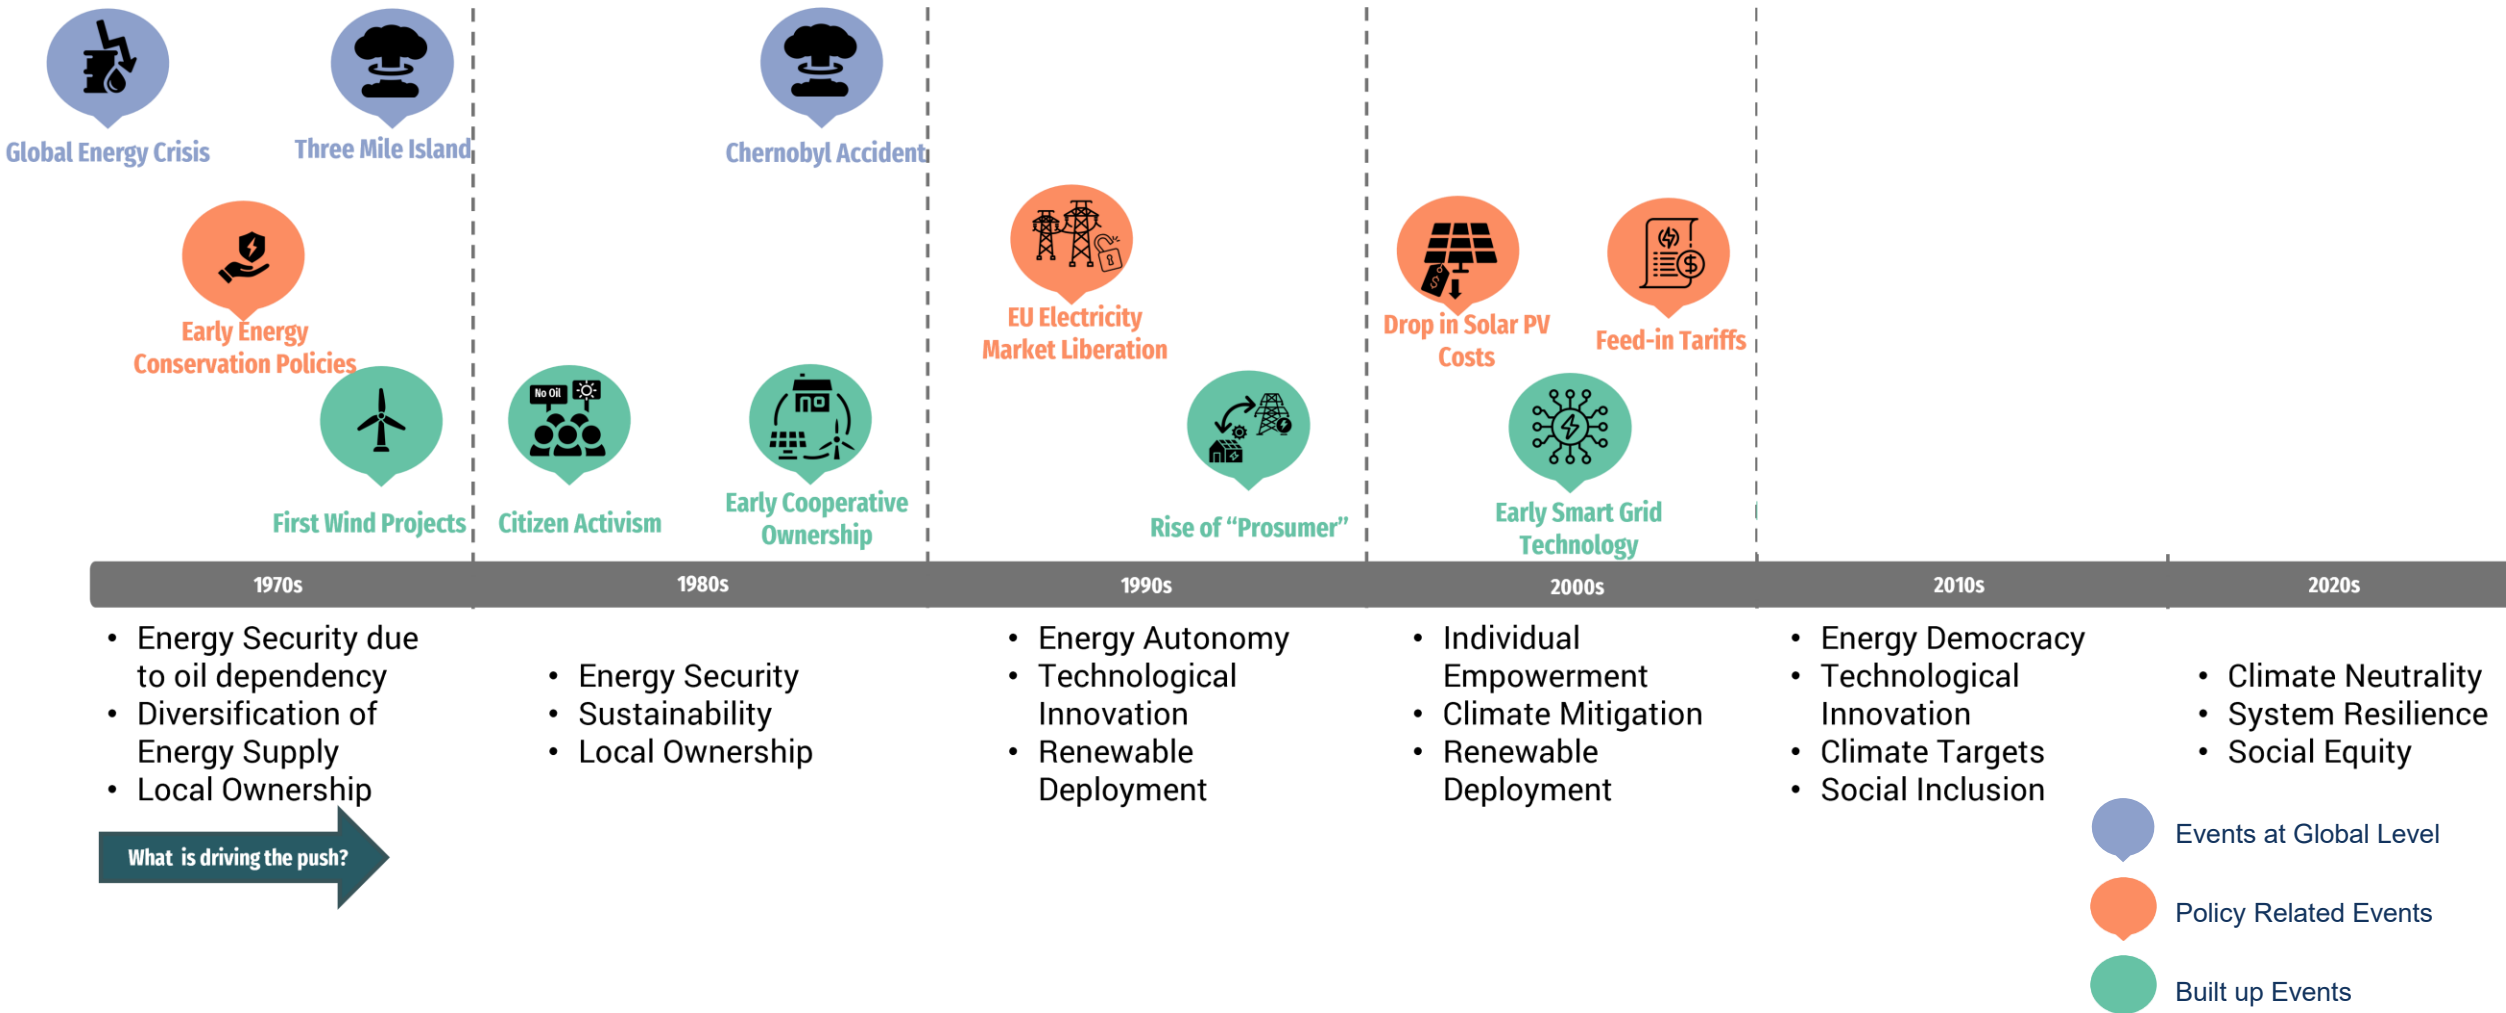 Global Energy Crisis
Three Mile Island
Chernobyl Accident
Early Energy
Conservation Policies
EU Electricity
Market Liberation
Drop in Solar PV
Costs
Feed-in Tariffs
No Oil
First Wind Projects
Citizen Activism
Early Cooperative
Ownership
Rise of “Prosumer”
Early Smart Grid
Technology
1970s
1980s
1990s
2000s
2010s
2020s
• Energy Security due
to oil dependency
• Diversification of
Energy Supply
• Local Ownership
• Energy Security
• Sustainability
• Local Ownership
• Energy Autonomy
• Technological
Innovation
• Renewable
Deployment
• Individual
Empowerment
• Climate Mitigation
• Renewable
Deployment
• Energy Democracy
• Technological
Innovation
• Climate Targets
• Social Inclusion
• Climate Neutrality
• System Resilience
• Social Equity
What is driving the push?
Events at Global Level
Policy Related Events
Built up Events